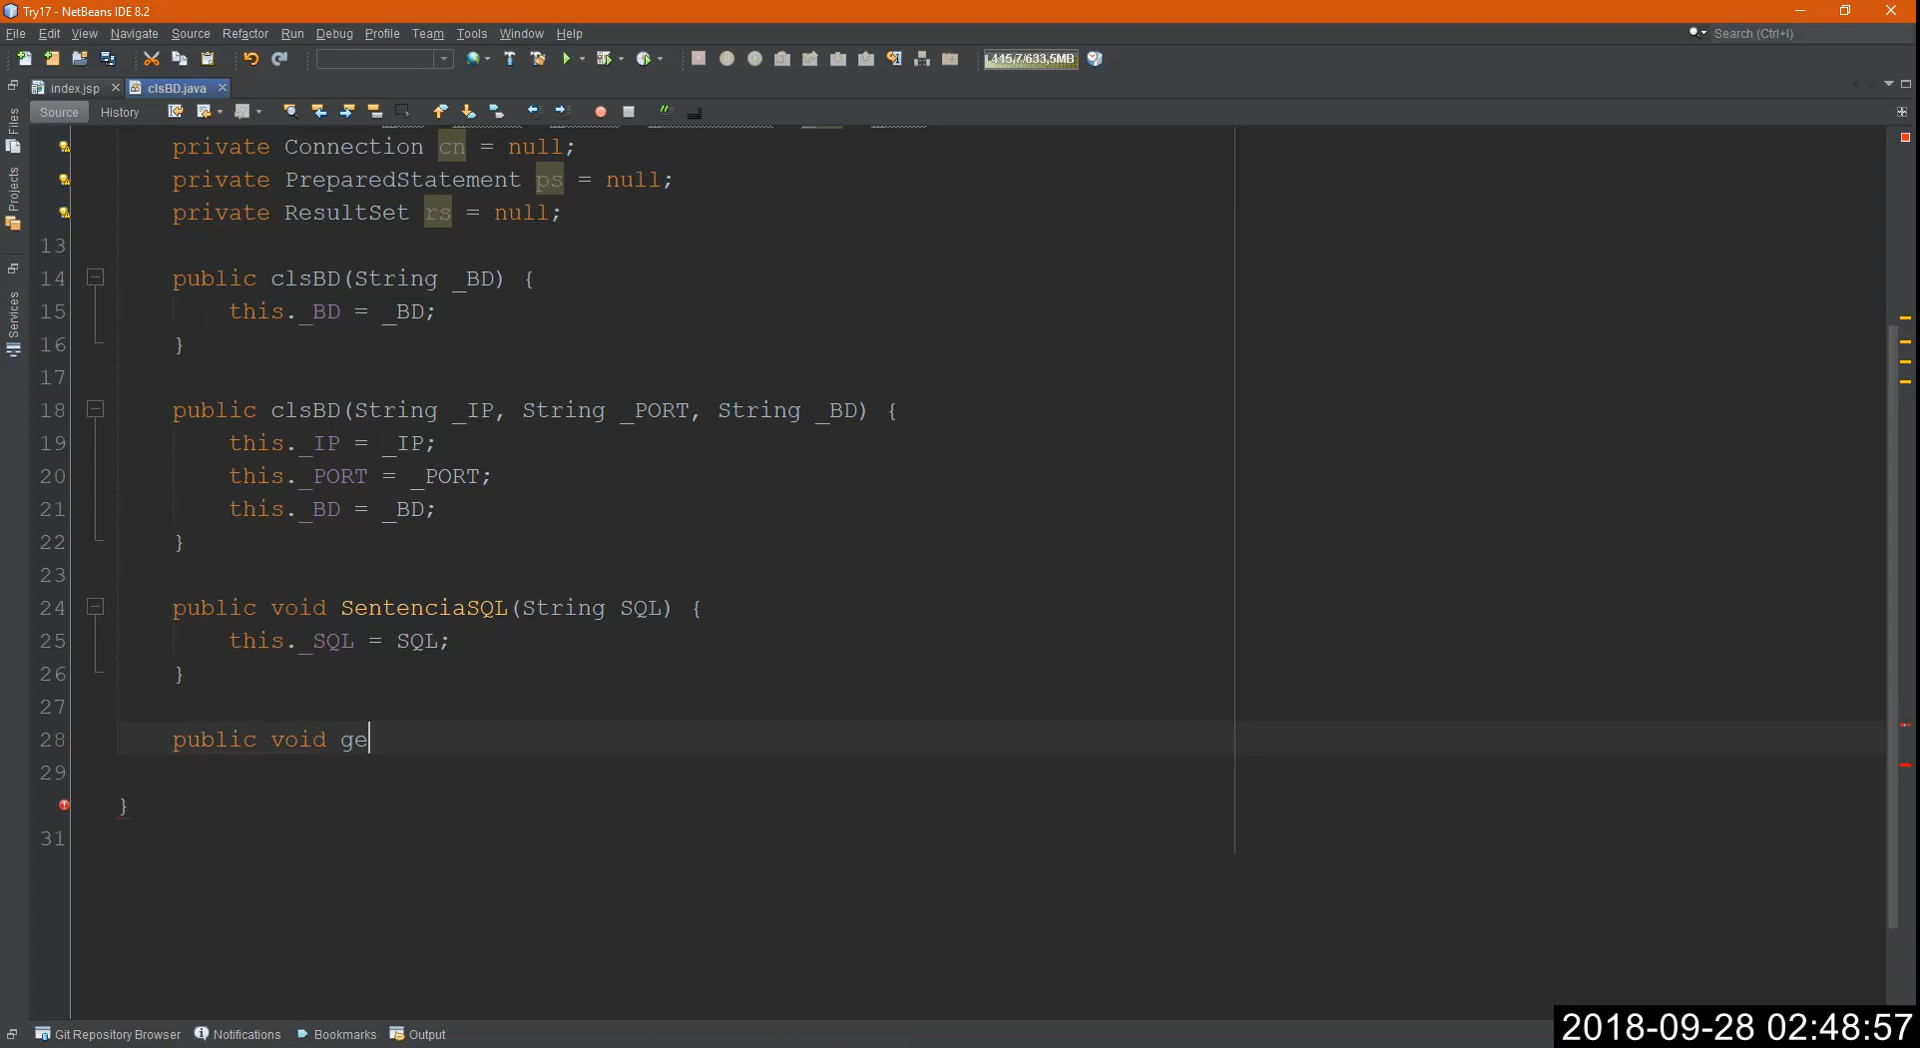 Try17 - NetBeans IDE 8.2
File Edit View Navigate Source Refactor Run Debug Profile Team Tools Window Help
Search (Ctrl+I)
415,7/633,5MB
index.jsp
clsBD.java
Source History
Files
Projects
Services
private Connection cn = null;
private PreparedStatement ps = null;
private ResultSet rs = null;
13
14 public clsBD(String _BD) {
15 this._BD = _BD;
16 }
17
18 public clsBD(String _IP, String _PORT, String _BD) {
19 this._IP = _IP;
20 this._PORT = _PORT;
21 this._BD = _BD;
22 }
23
24 public void SentenciaSQL(String SQL) {
25 this._SQL = SQL;
26 }
27
28 public void ge
29
}
31
Git Repository Browser Notifications Bookmarks Output
2018-09-28 02:48:57